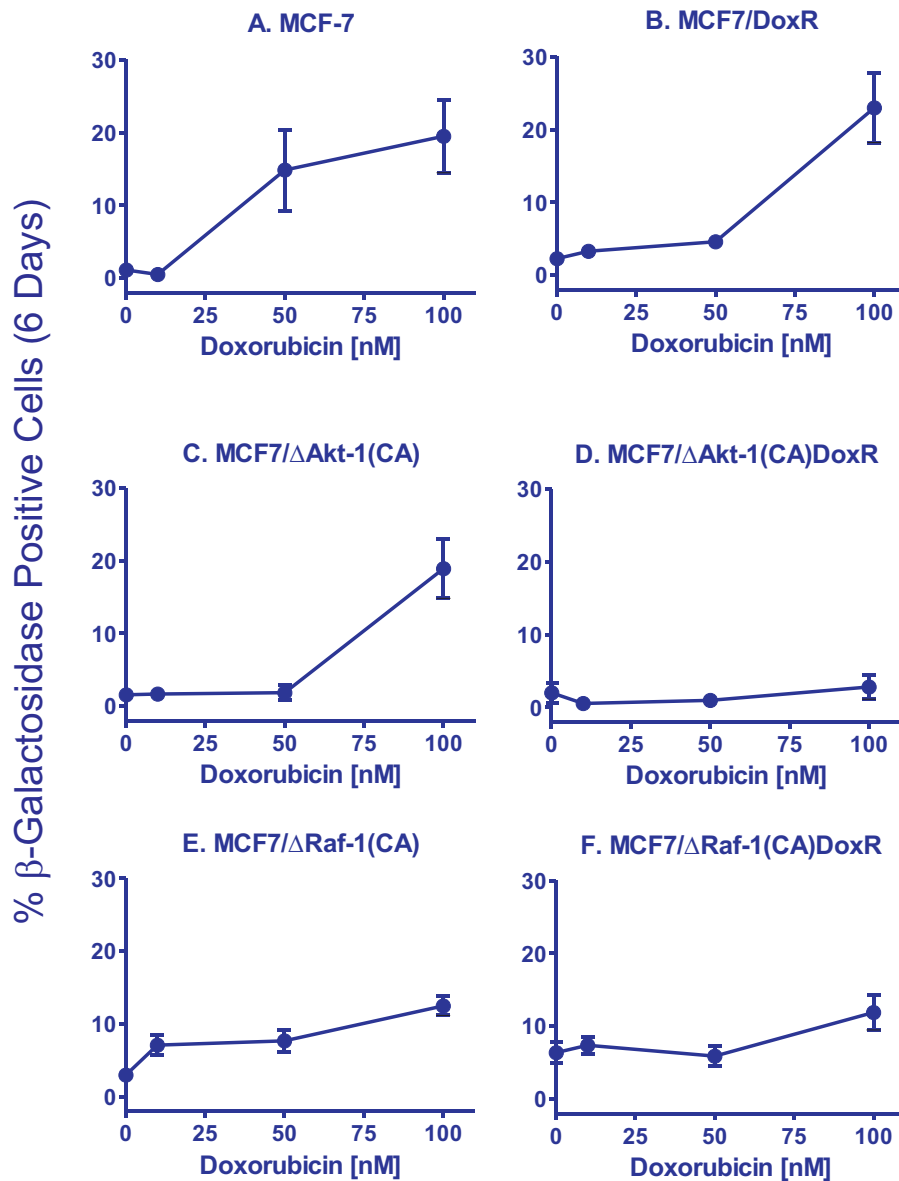 % β-Galactosidase Positive Cells (6 Days)
A. MCF-7
30
20
10
0
0 25 50 75 100
Doxorubicin [nM]
B. MCF7/DoxR
30
20
10
0
0 25 50 75 100
Doxorubicin [nM]
C. MCF7/ΔAkt-1(CA)
30
20
10
0
0 25 50 75 100
Doxorubicin [nM]
D. MCF7/ΔAkt-1(CA)DoxR
30
20
10
0
0 25 50 75 100
Doxorubicin [nM]
E. MCF7/ΔRaf-1(CA)
30
20
10
0
0 25 50 75 100
Doxorubicin [nM]
F. MCF7/ΔRaf-1(CA)DoxR
30
20
10
0
0 25 50 75 100
Doxorubicin [nM]